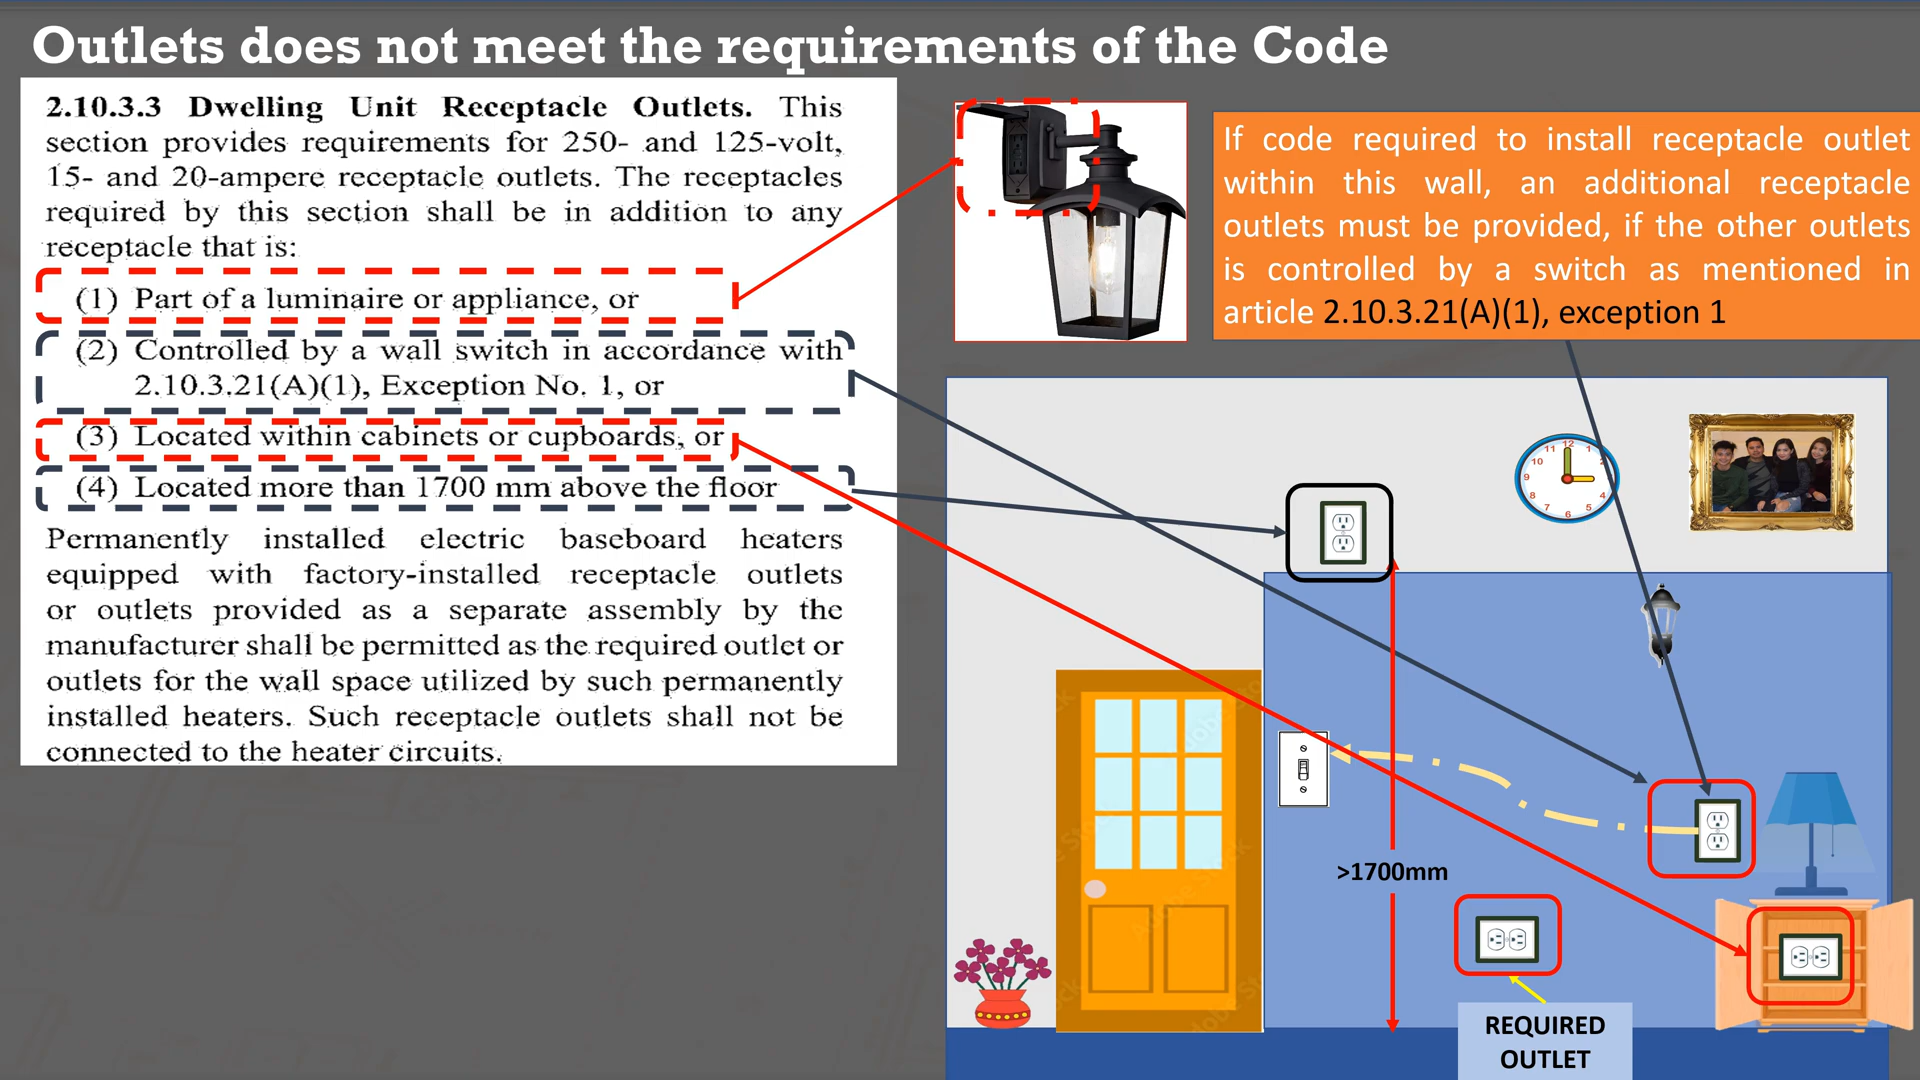 Outlets does not meet the requirements of the Code
2.10.3.3 Dwelling Unit Receptacle Outlets. This
section provides requirements for 250- and 125-volt,
15- and 20-ampere receptacle outlets. The receptacles
required by this section shall be in addition to any
receptacle that is:
(1) Part of a luminaire or appliance, or
(2) Controlled by a wall switch in accordance with
2.10.3.21(A)(1), Exception No. 1, or
(3) Located within cabinets or cupboards, or
(4) Located more than 1700 mm above the floor
Permanently installed electric baseboard heaters
equipped with factory-installed receptacle outlets
or outlets provided as a separate assembly by the
manufacturer shall be permitted as the required outlet or
outlets for the wall space utilized by such permanently
installed heaters. Such receptacle outlets shall not be
connected to the heater circuits.
If code required to install receptacle outlet
within this wall, an additional receptacle
outlets must be provided, if the other outlets
is controlled by a switch as mentioned in
article 2.10.3.21(A)(1), exception 1
>1700mm
REQUIRED
OUTLET